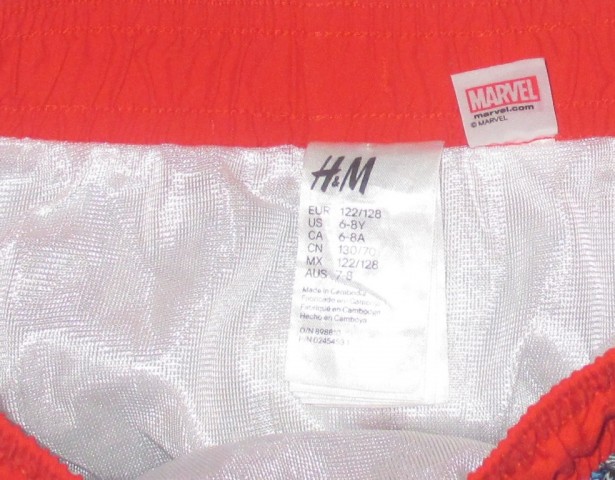 MARVEL
marvel.com
© MARVEL
H&M
EUR 122/128
US 6-8Y
CA 6-8A
CN 130/70
MX 122/128
AUS 7-8
Made in Cambodia
Fabriqué en Cambodge
Hecho en Camboya